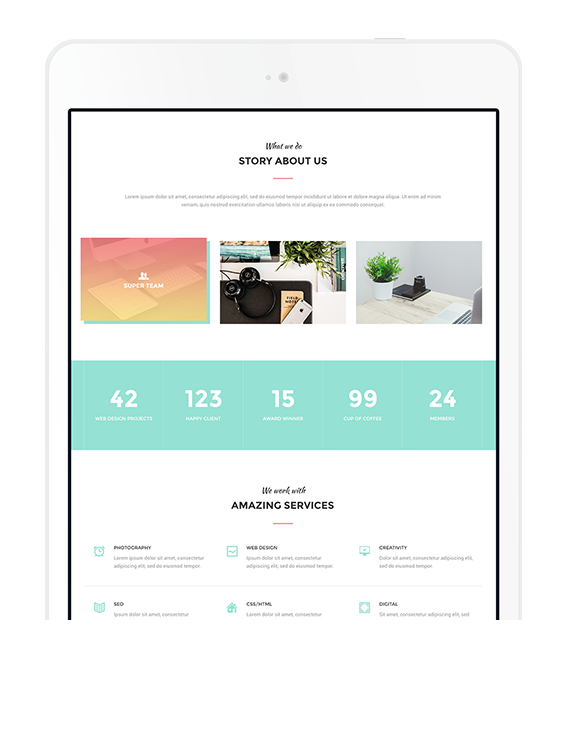 What we do
STORY ABOUT US
Lorem ipsum dolor sit amet, consectetur adipiscing elit, sed do eiusmod tempor incididunt ut labore et dolore magna aliqua. Ut enim ad minim
veniam, quis nostrud exercitation ullamco laboris nisi ut aliquip ex ea commodo consequat.
SUPER TEAM
FIELD NOTES
42 123 15 99 24
WEB DESIGN PROJECTS HAPPY CLIENT AWARD WINNER CUP OF COFFEE MEMBERS
We work with
AMAZING SERVICES
PHOTOGRAPHY WEB DESIGN CREATIVITY
Lorem ipsum dolor sit amet, consectetur Ipsum dolor sit amet, consectetur Dolor sit amet, consectetur adipiscing
adipiscing elit, sed do eiusmod tempor. adipiscing elit, sed do eiusmod tempor. elit, sed do eiusmod tempor.
SEO CSS/HTML DIGITAL
Ipsum dolor sit amet, consectetur Lorem dolor sit amet, consectetur Sit amet, consectetur adipiscing elit, sed